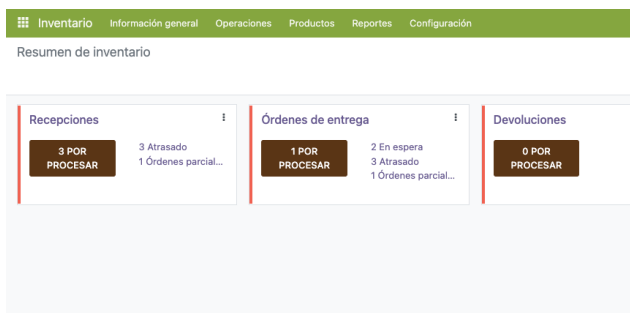 Inventario Información general Operaciones Productos Reportes Configuración
Resumen de inventario
Recepciones
3 POR
PROCESAR
3 Atrasado
1 Órdenes parcial...
Órdenes de entrega
1 POR
PROCESAR
2 En espera
3 Atrasado
1 Órdenes parcial...
Devoluciones
0 POR
PROCESAR